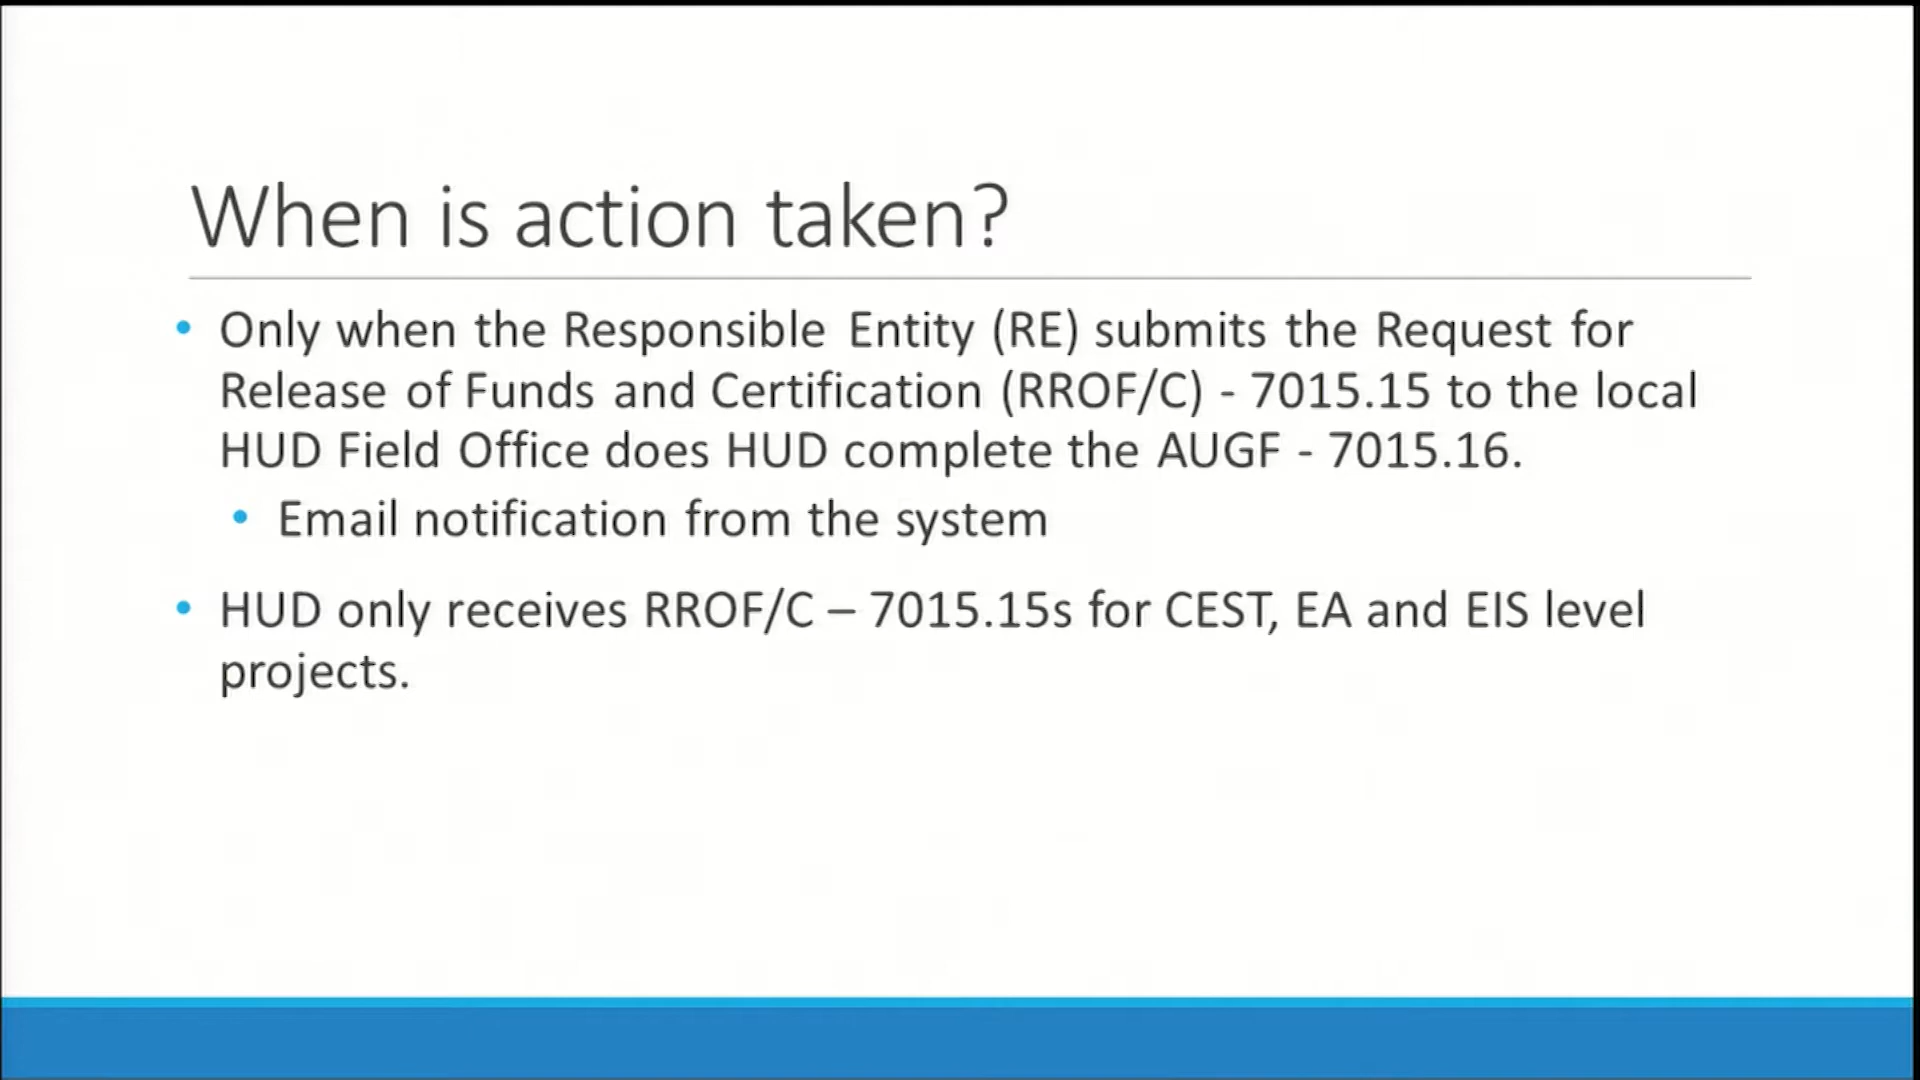 When is action taken?
• Only when the Responsible Entity (RE) submits the Request for
Release of Funds and Certification (RROF/C) - 7015.15 to the local
HUD Field Office does HUD complete the AUGF - 7015.16.
• Email notification from the system
• HUD only receives RROF/C – 7015.15s for CEST, EA and EIS level
projects.